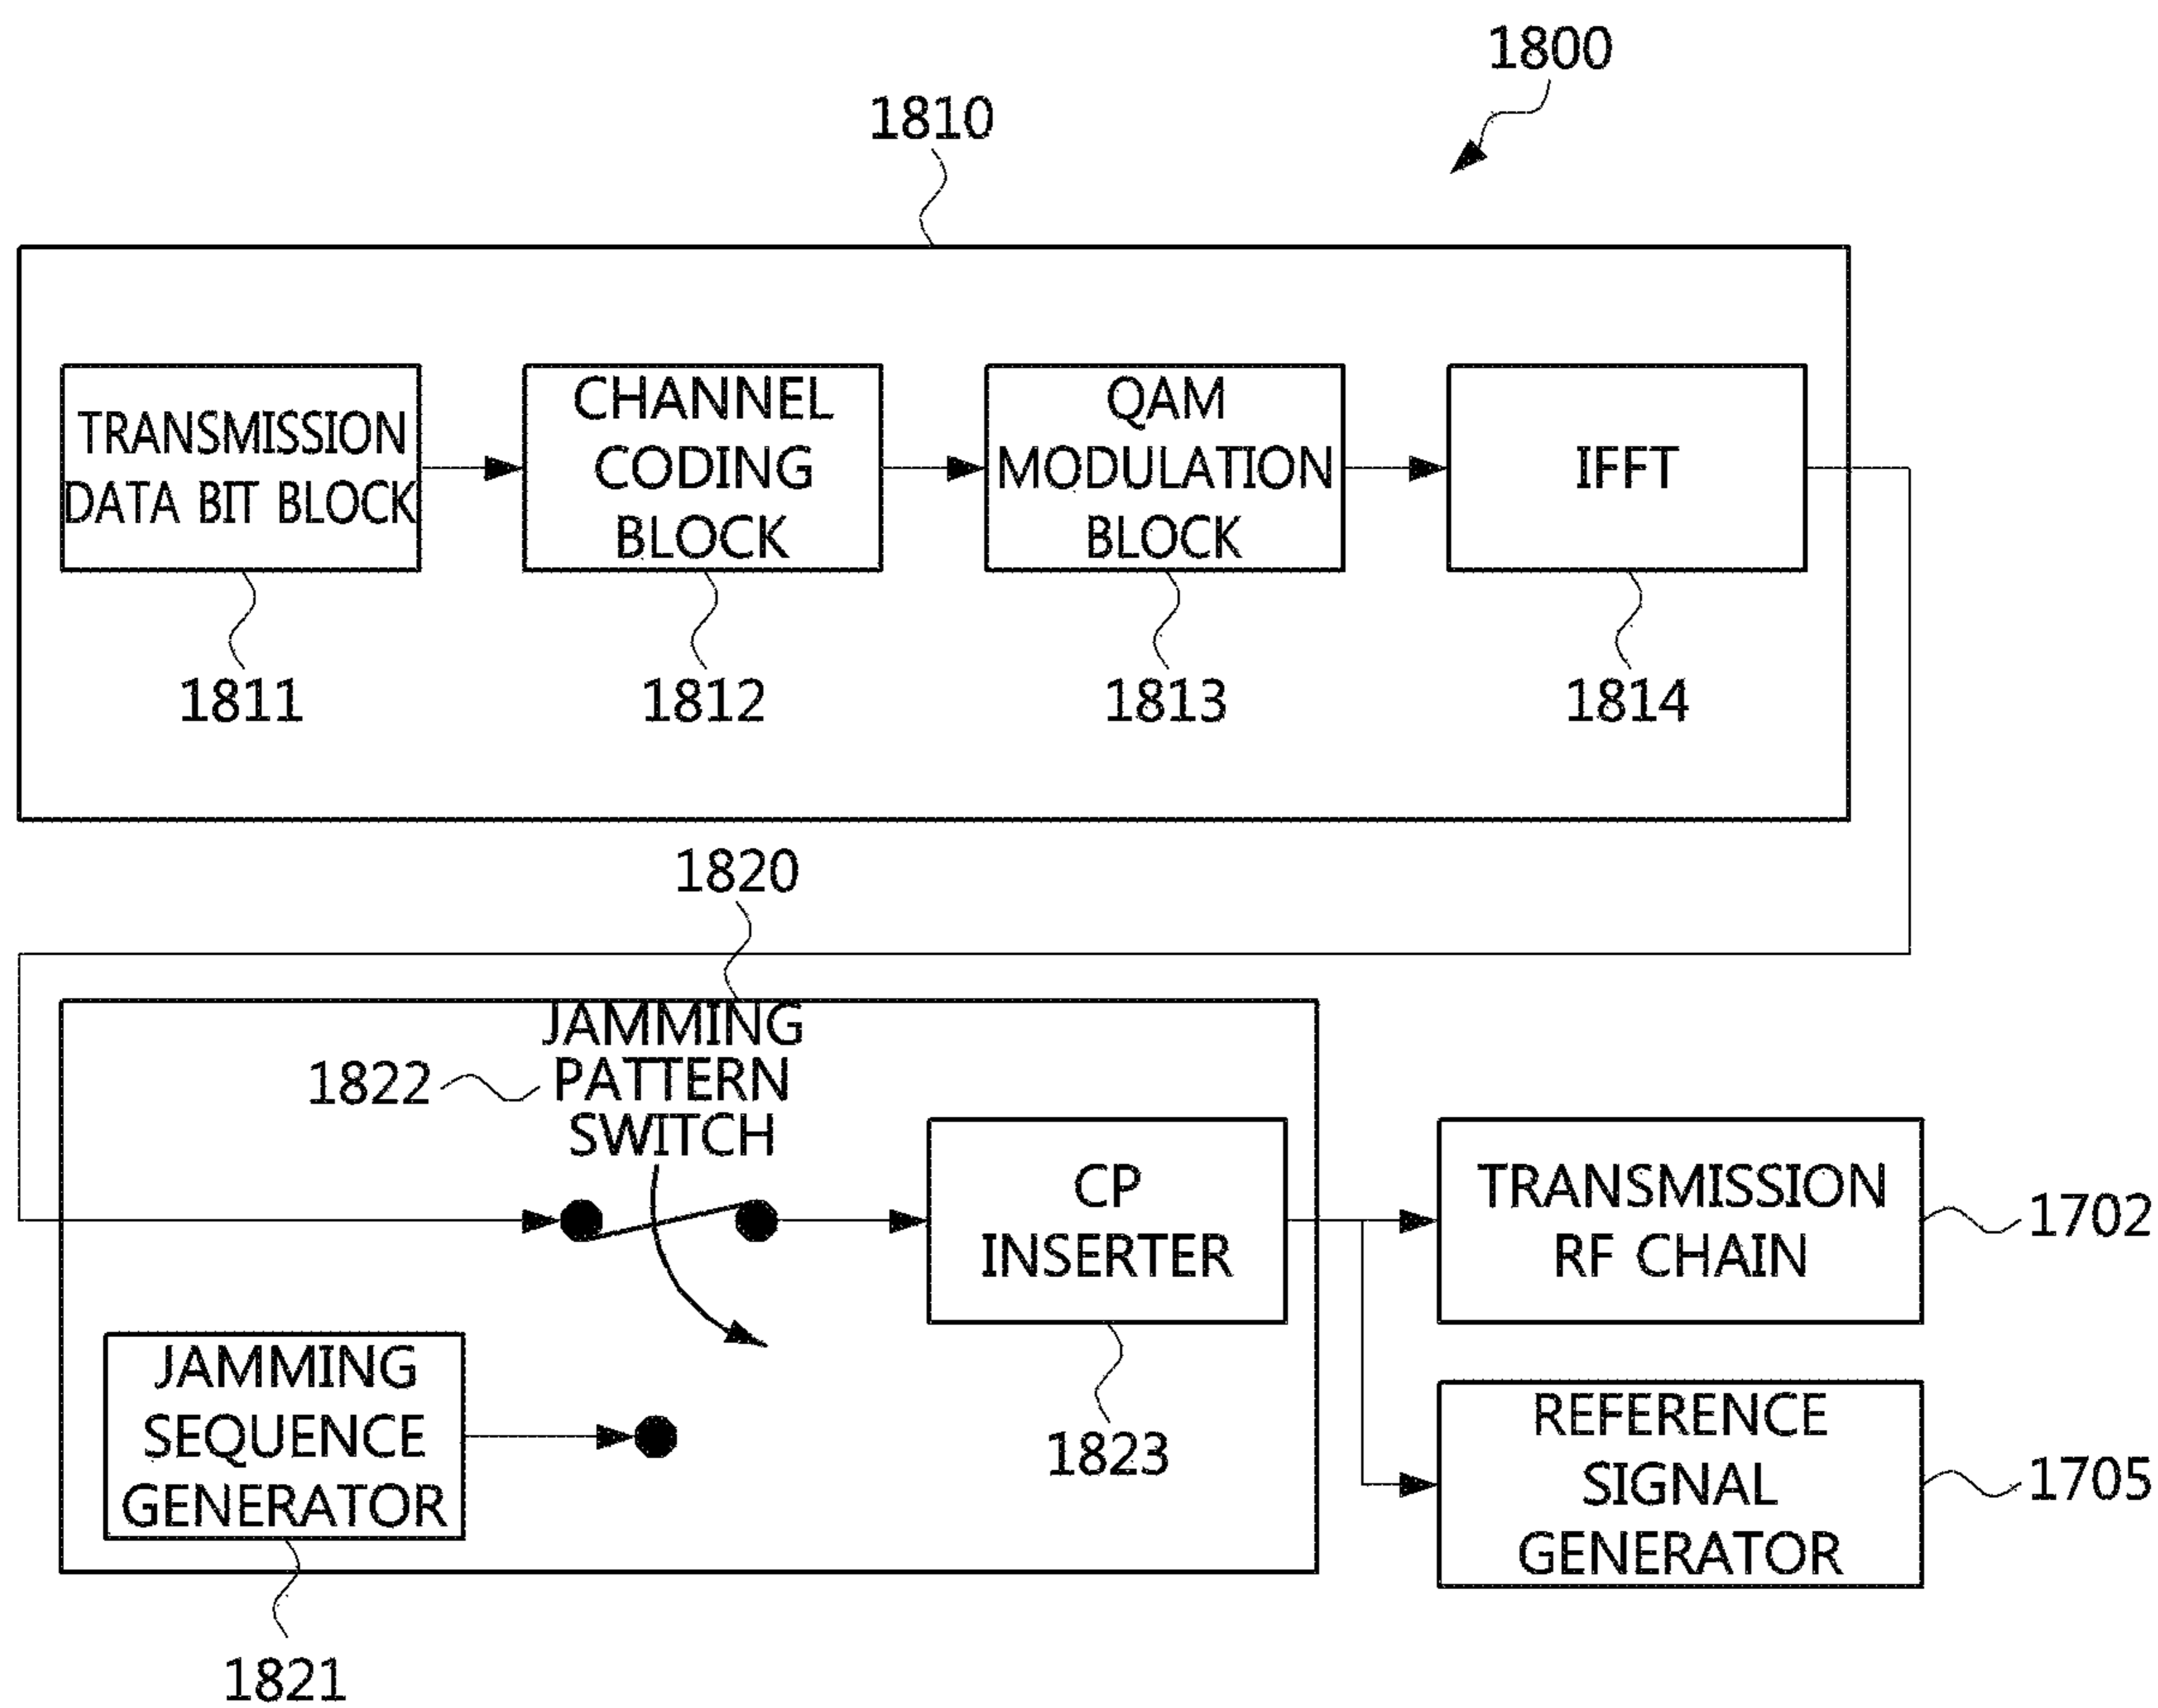 1800
1810
TRANSMISSION
DATA BIT BLOCK
CHANNEL
CODING
BLOCK
QAM
MODULATION
BLOCK
IFFT
1811
1812
1813
1814
1820
JAMMING
PATTERN
SWITCH
1822
CP
INSERTER
TRANSMISSION
RF CHAIN
1702
JAMMING
SEQUENCE
GENERATOR
1823
REFERENCE
SIGNAL
GENERATOR
1705
1821